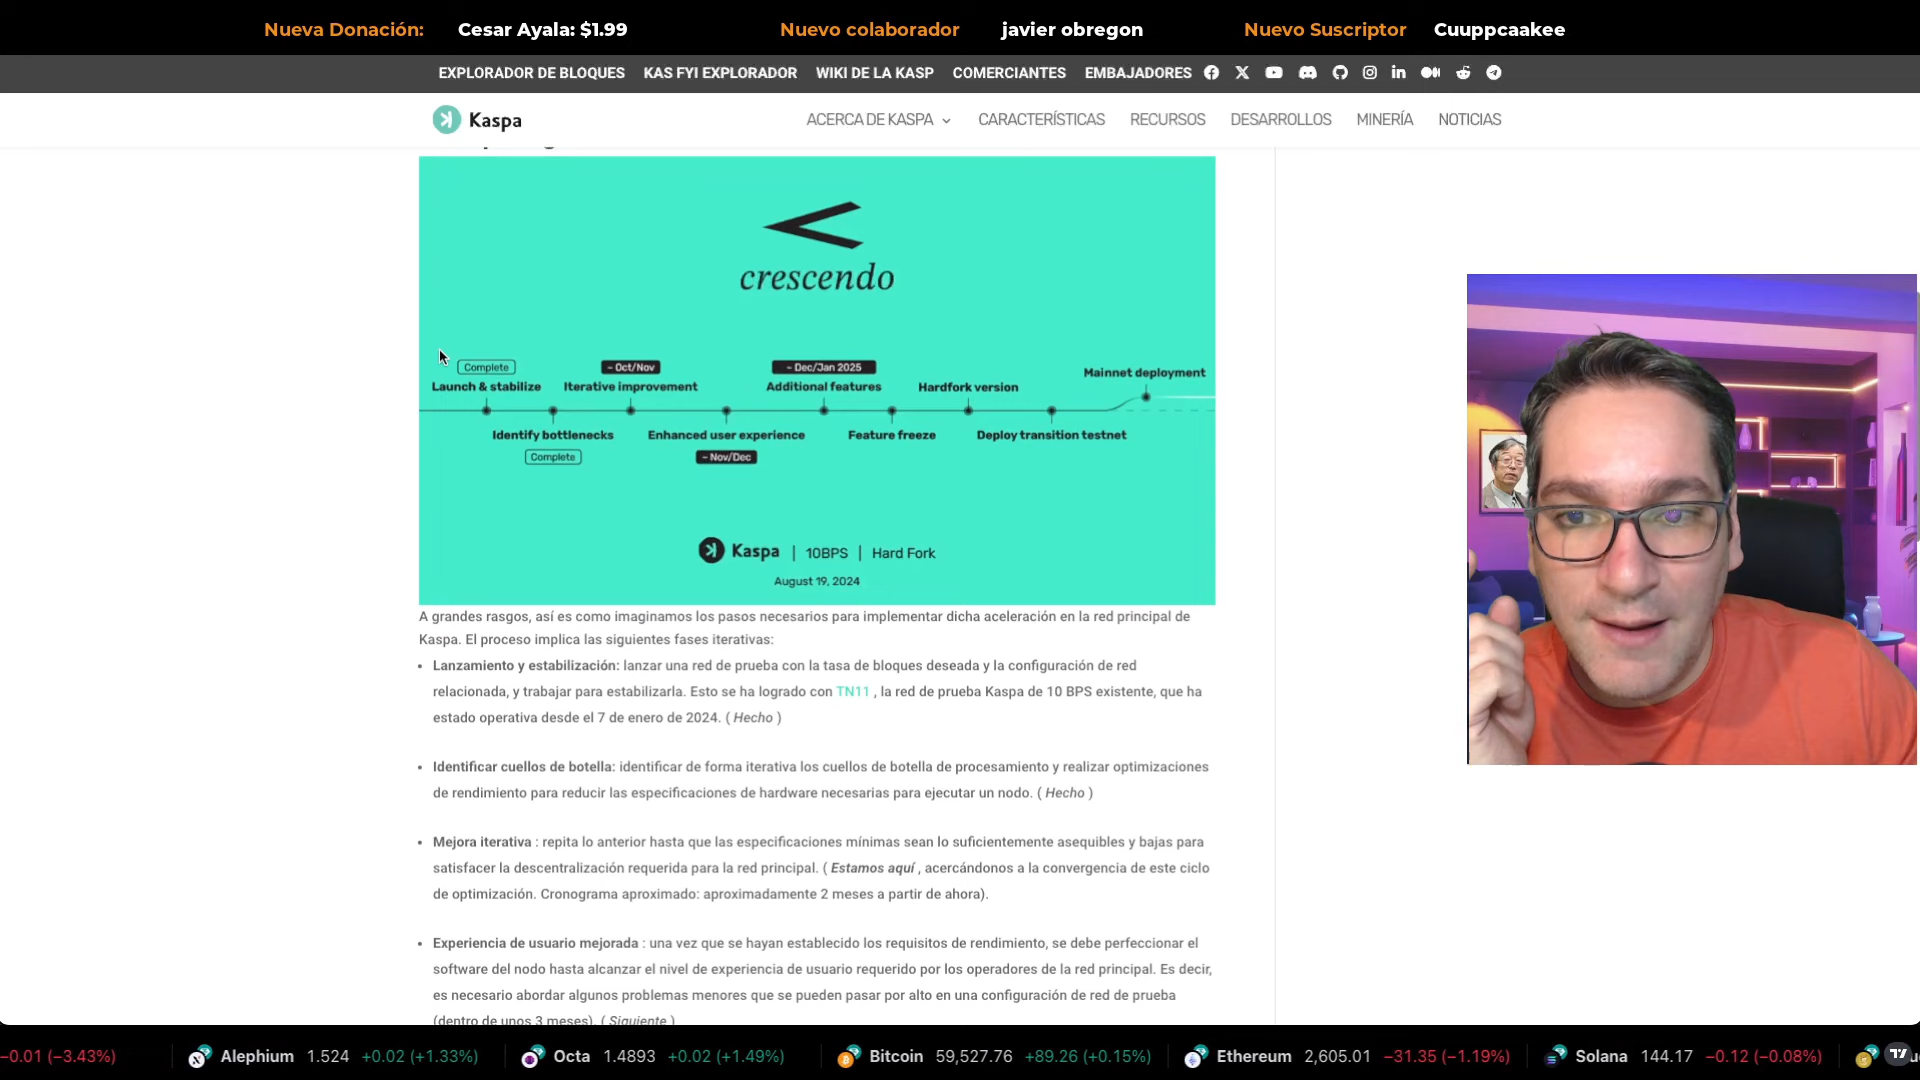 Nueva Donación: Cesar Ayala: $1.99 Nuevo colaborador javier obregon Nuevo Suscriptor Cuuppcaakee
EXPLORADOR DE BLOQUES KAS FYI EXPLORADOR WIKI DE LA KASP COMERCIANTES EMBAJADORES
Kaspa ACERCA DE KASPA CARACTERÍSTICAS RECURSOS DESARROLLOS MINERÍA NOTICIAS
crescendo
Complete ~ Oct/Nov ~ Dec/Jan 2025
Launch & stabilize Iterative improvement Additional features Hardfork version Mainnet deployment
Identify bottlenecks Enhanced user experience Feature freeze Deploy transition testnet
Complete ~ Nov/Dec
Kaspa | 10BPS | Hard Fork
August 19, 2024
A grandes rasgos, así es como imaginamos los pasos necesarios para implementar dicha aceleración en la red principal de
Kaspa. El proceso implica las siguientes fases iterativas:
• Lanzamiento y estabilización: lanzar una red de prueba con la tasa de bloques deseada y la configuración de red
relacionada, y trabajar para estabilizarla. Esto se ha logrado con TN11 , la red de prueba Kaspa de 10 BPS existente, que ha
estado operativa desde el 7 de enero de 2024. ( Hecho )
• Identificar cuellos de botella: identificar de forma iterativa los cuellos de botella de procesamiento y realizar optimizaciones
de rendimiento para reducir las especificaciones de hardware necesarias para ejecutar un nodo. ( Hecho )
• Mejora iterativa : repita lo anterior hasta que las especificaciones mínimas sean lo suficientemente asequibles y bajas para
satisfacer la descentralización requerida para la red principal. ( Estamos aquí , acercándonos a la convergencia de este ciclo
de optimización. Cronograma aproximado: aproximadamente 2 meses a partir de ahora).
• Experiencia de usuario mejorada : una vez que se hayan establecido los requisitos de rendimiento, se debe perfeccionar el
software del nodo hasta alcanzar el nivel de experiencia de usuario requerido por los operadores de la red principal. Es decir,
es necesario abordar algunos problemas menores que se pueden pasar por alto en una configuración de red de prueba
(dentro de unos 3 meses). ( Siguiente )
−0.01 (−3.43%) Alephium 1.524 +0.02 (+1.33%) Octa 1.4893 +0.02 (+1.49%) Bitcoin 59,527.76 +89.26 (+0.15%) Ethereum 2,605.01 −31.35 (−1.19%) Solana 144.17 −0.12 (−0.08%)